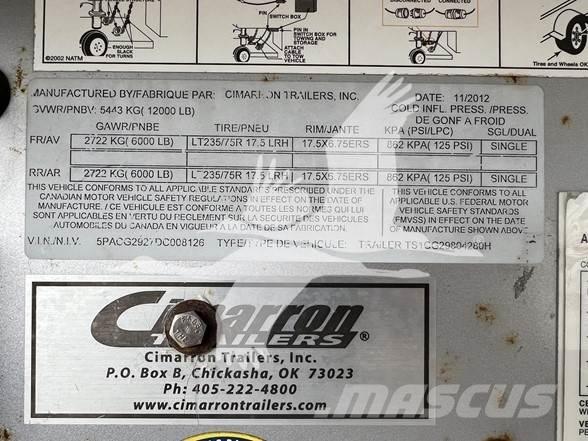 PIN IN
SWITCH BOX
PIN IN
SWITCH BOX FOR
TOWING AND
STORAGE
ATTACH
CABLE TO
DISCONNECTED
CONNECTED
ENOUGH
SLACK
FOR TURNS
©2002 NATM
Tires and Wheels OK
MANUFACTURED BY/FABRIQUE PAR: CIMARRON TRAILERS, INC. DATE: 11/2012
GVWR/PNBV: 5443 KG( 12000 LB) COLD INFL. PRESS. /PRESS.
DE GONF A FROID
GAWR/PNBE TIRE/PNEU RIM/JANTE KPA (PSI/LPC) SGL/DUAL
FR/AV 2722 KG( 6000 LB) LT235/75R 17.5 LRH 17.5X6.75ERS 862 KPA( 125 PSI) SINGLE
RR/AR 2722 KG( 6000 LB) LT235/75R 17.5 LRH 17.5X6.75ERS 862 KPA( 125 PSI) SINGLE
THIS VEHICLE CONFORMS TO ALL APPLICABLE STANDARDS PRESCRIBED UNDER THE
CANADIAN MOTOR VEHICLE SAFETY REGULATIONS IN EFFECT ON THE DATE OF
MANUFACTURE. / CE VEHICULE EST CONFORME A TOUTES LES NORMES QUI LUI SONT
APPLICABLES EN VERTU DU REGLEMENT SUR LA SECURITE DES VEHICULES
AUTOMOBILES DU CANADA EN VIGUEUR A LA DATE DE SA FABRICATION.
THIS VEHICLE CONFORMS TO ALL
APPLICABLE U.S. FEDERAL MOTOR
VEHICLE SAFETY STANDARDS
(FMVSS) IN EFFECT ON THE DATE
OF MANUFACTURE SHOWN ABOVE.
V.I.N./N.I.V. 5PACG2927DC008126 TYPE/TYPE DE VEHICULE: TRAILER
Cimarron
TRAILERS ®
Cimarron Trailers, Inc.
P.O. Box B, Chickasha, OK 73023
Ph: 405-222-4800
www.cimarrontrailers.com
MASCUS